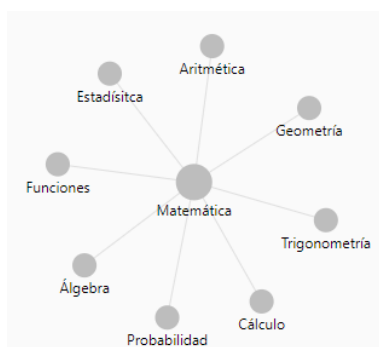 Aritmética
Estadísitca
Geometría
Funciones
Matemática
Trigonometría
Álgebra
Cálculo
Probabilidad